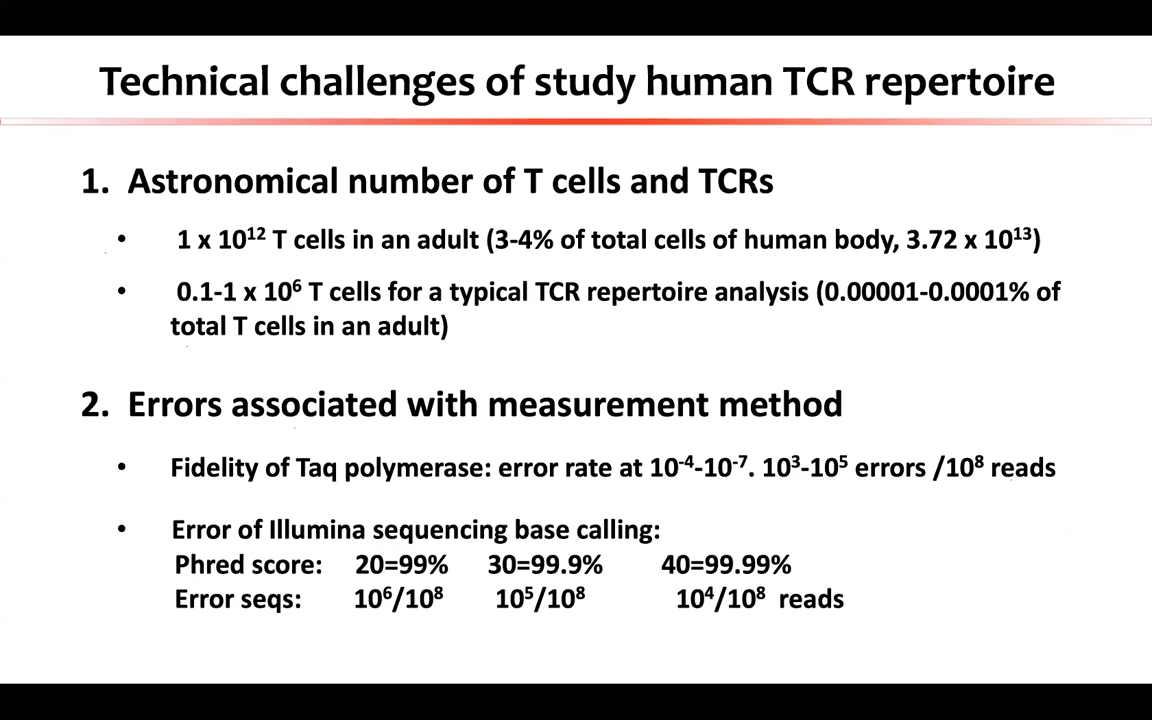 Technical challenges of study human TCR repertoire
1. Astronomical number of T cells and TCRs
• 1 x 10¹² T cells in an adult (3-4% of total cells of human body, 3.72 x 10¹³)
• 0.1-1 x 10⁶ T cells for a typical TCR repertoire analysis (0.00001-0.0001% of
total T cells in an adult)
2. Errors associated with measurement method
• Fidelity of Taq polymerase: error rate at 10⁻⁴-10⁻⁷. 10³-10⁵ errors /10⁸ reads
• Error of Illumina sequencing base calling:
Phred score: 20=99% 30=99.9% 40=99.99%
Error seqs: 10⁶/10⁸ 10⁵/10⁸ 10⁴/10⁸ reads